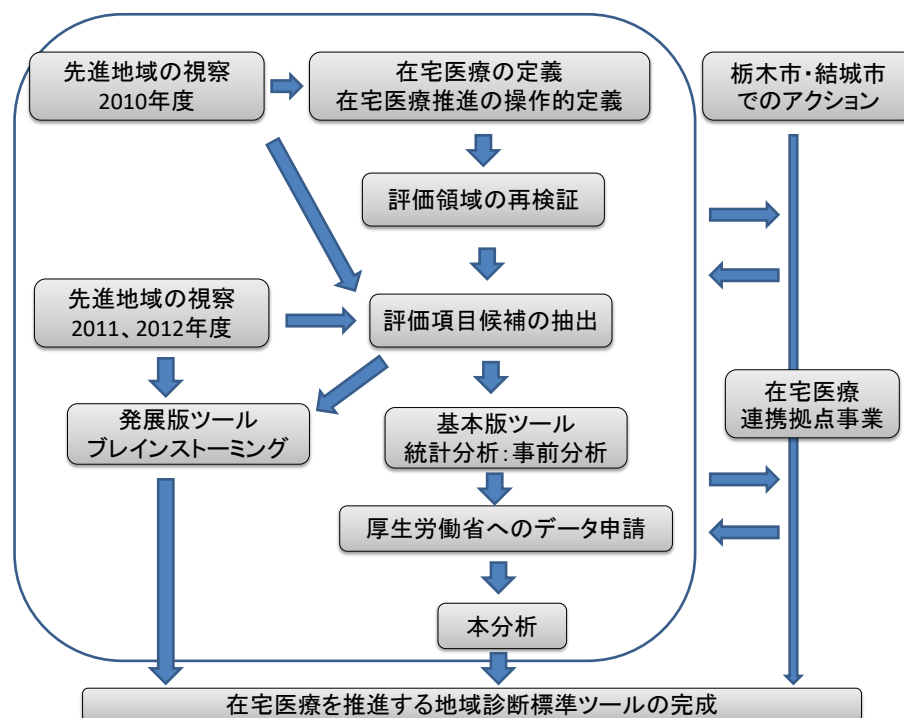 先進地域の視察
2010年度
在宅医療の定義
在宅医療推進の操作的定義
栃木市・結城市
でのアクション
評価領域の再検証
先進地域の視察
2011、2012年度
評価項目候補の抽出
発展版ツール
ブレインストーミング
基本版ツール
統計分析：事前分析
在宅医療
連携拠点事業
厚生労働省へのデータ申請
本分析
在宅医療を推進する地域診断標準ツールの完成